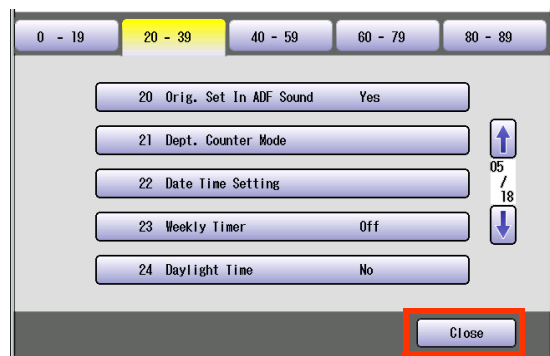 0 - 19 20 - 39 40 - 59 60 - 79 80 - 89
20 Orig. Set In ADF Sound Yes
21 Dept. Counter Mode
22 Date Time Setting
23 Weekly Timer Off
24 Daylight Time No
05
/
18
Close